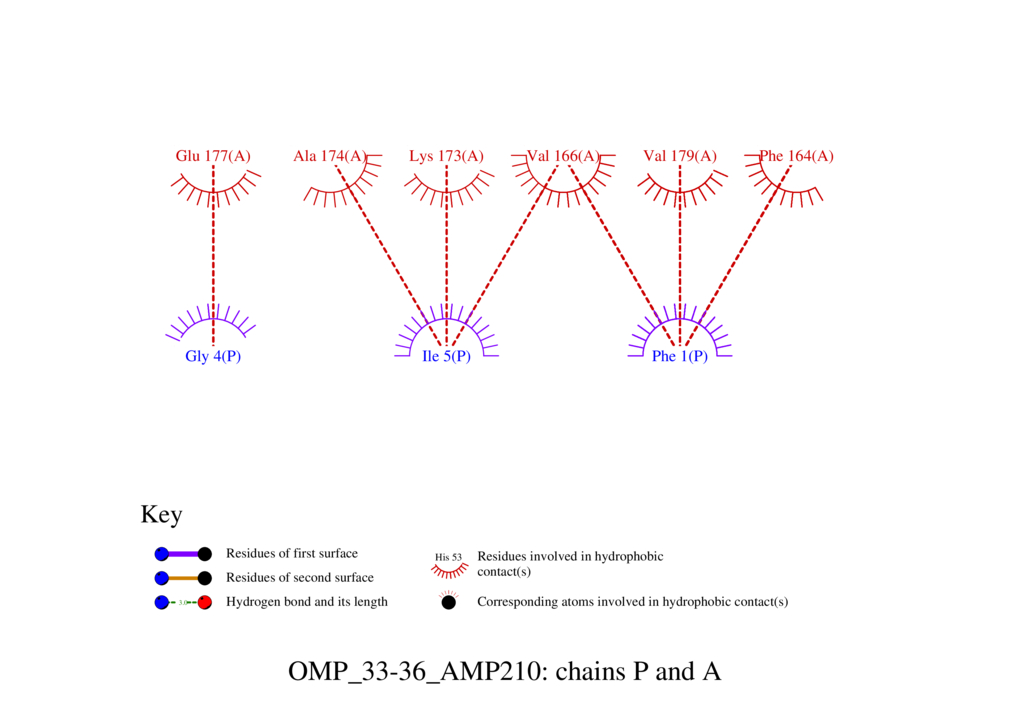 Glu 177(A) Ala 174(A) Lys 173(A) Val 166(A) Val 179(A) Phe 164(A)
Gly 4(P) Ile 5(P) Phe 1(P)
Key
Residues of first surface
Residues of second surface
3.0
Hydrogen bond and its length
His 53
Residues involved in hydrophobic
contact(s)
Corresponding atoms involved in hydrophobic contact(s)
OMP_33-36_AMP210: chains P and A